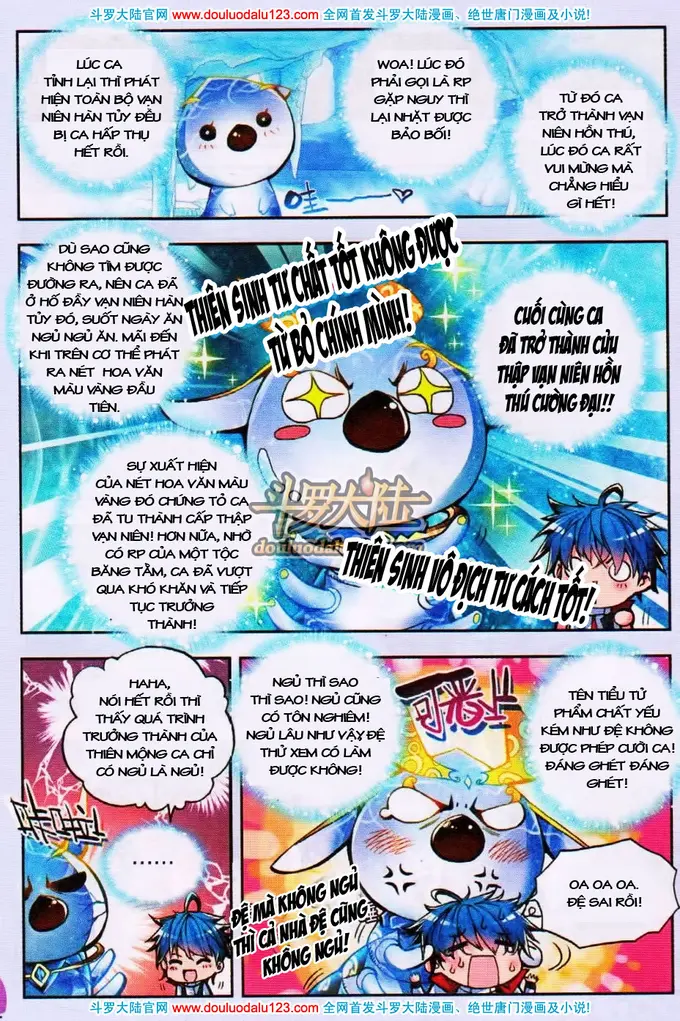 斗罗大陆官网 www.douluodalu123.com 全网首发斗罗大陆漫画、绝世唐门漫画及小说!
LÚC CA
TỈNH LẠI THÌ PHÁT
HIỆN TOÀN BỘ VẠN
NIÊN HÀN TỦY ĐỀU
BỊ CA HẤP THỤ
HẾT RỒI.
WOA! LÚC ĐÓ
PHẢI GỌI LÀ RP
GẶP NGUY THÌ
LẠI NHẶT ĐƯỢC
BẢO BỐI!
TỪ ĐÓ CA
TRỞ THÀNH VẠN
NIÊN HỒN THÚ,
LÚC ĐÓ CA RẤT
VUI MỪNG MÀ
CHẲNG HIỂU
GÌ HẾT!
哇
DÙ SAO CŨNG
KHÔNG TÌM ĐƯỢC
ĐƯỜNG RA, NÊN CA ĐÃ
Ở HỐ ĐẦY VẠN NIÊN HÀN
TỦY ĐÓ, SUỐT NGÀY ĂN
NGỦ NGỦ ĂN. MÃI ĐẾN
KHI TRÊN CƠ THỂ PHÁT
RA NÉT HOA VĂN
MÀU VÀNG ĐẦU
TIÊN.
THIÊN SINH TƯ CHẤT TỐT KHÔNG ĐƯỢC
TỪ BỎ CHÍNH MÌNH!
CUỐI CÙNG CA
ĐÃ TRỞ THÀNH CỬU
THẬP VẠN NIÊN HỒN
THÚ CƯỜNG ĐẠI!!
SỰ XUẤT HIỆN
CỦA NÉT HOA VĂN MÀU
VÀNG ĐÓ CHỨNG TỎ CA
ĐÃ TU THÀNH CẤP THẬP
VẠN NIÊN! HƠN NỮA, NHỜ
CÓ RP CỦA MỘT TỘC
BĂNG TẰM, CA ĐÃ VƯỢT
QUA KHÓ KHĂN VÀ TIẾP
TỤC TRƯỞNG
THÀNH!
斗罗大陆
THIÊN SINH VÔ ĐỊCH TƯ CÁCH TỐT!
HAHA,
NÓI HẾT RỒI THÌ
THẤY QUÁ TRÌNH
TRƯỞNG THÀNH CỦA
THIÊN MỘNG CA CHỈ
CÓ NGỦ LÀ NGỦ!
......
NGỦ THÌ SAO
THÌ SAO! NGỦ CŨNG
CÓ TÔN NGHIÊM!
NGỦ LÂU NHƯ VẬY, ĐỆ
THỬ XEM CÓ LÀM
ĐƯỢC KHÔNG!
可恶!!
TÊN TIỂU TỬ
PHẨM CHẤT YẾU
KÉM NHƯ ĐỆ KHÔNG
ĐƯỢC PHÉP CƯỜI CA!
ĐÁNG GHÉT ĐÁNG
GHÉT!
ĐỆ MÀ KHÔNG NGỦ
THÌ CẢ NHÀ ĐỆ CŨNG
KHÔNG NGỦ!
OA OA OA.
ĐỆ SAI RỒI!
斗罗大陆官网 www.douluodalu123.com 全网首发斗罗大陆漫画、绝世唐门漫画及小说!